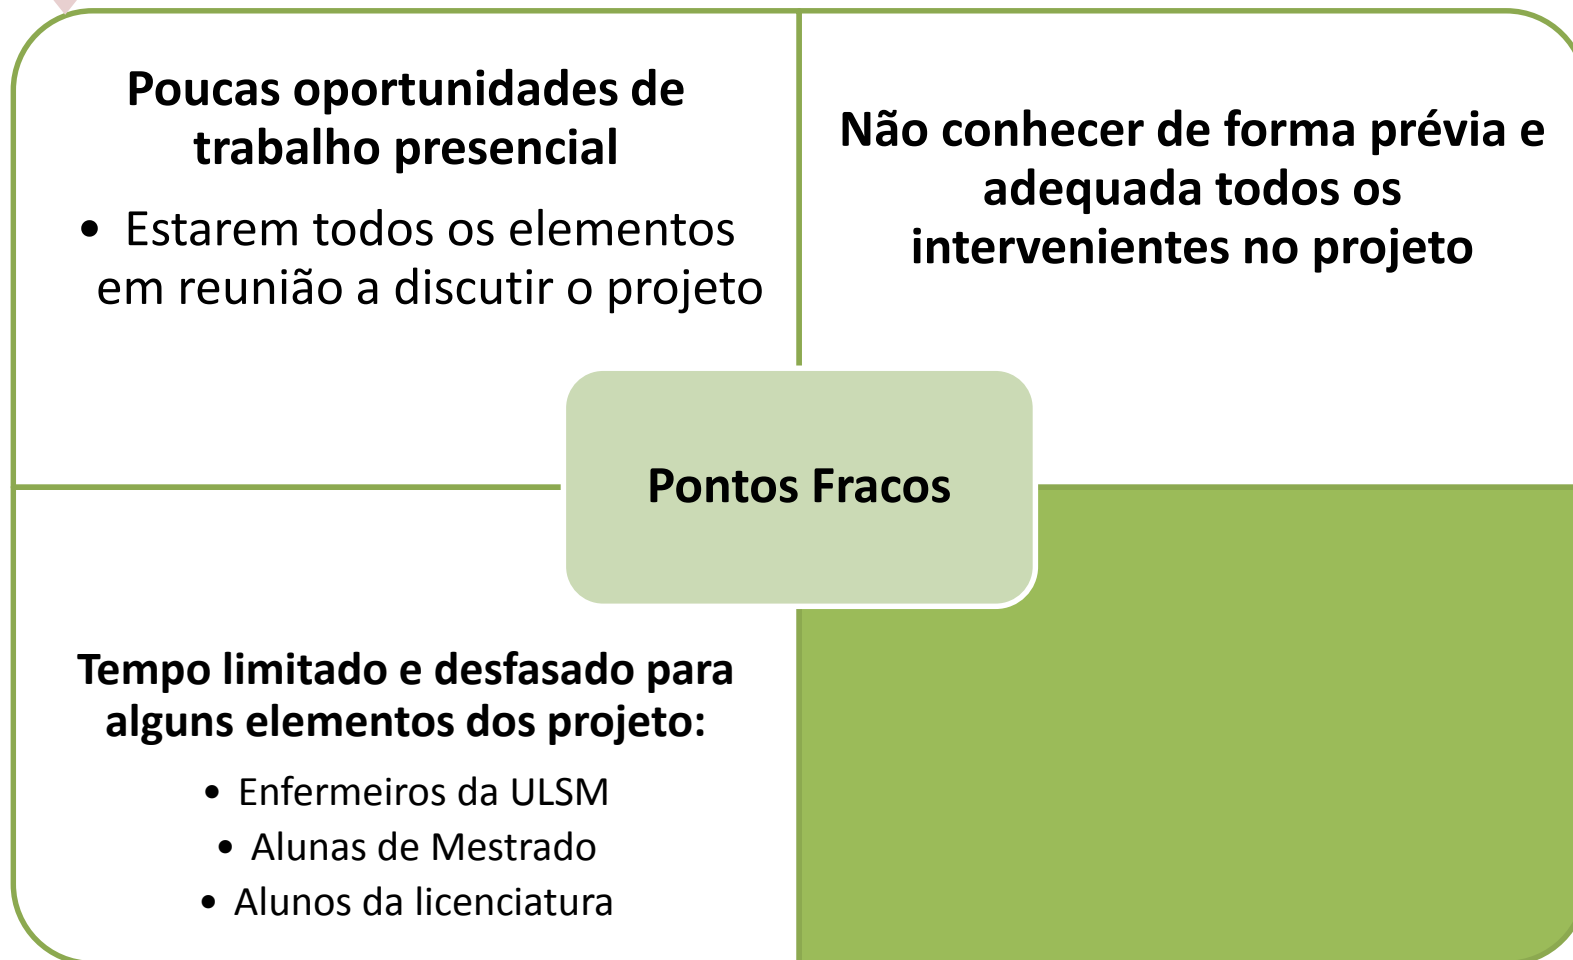 Poucas oportunidades de
trabalho presencial
• Estarem todos os elementos
em reunião a discutir o projeto
Não conhecer de forma prévia e
adequada todos os
intervenientes no projeto
Pontos Fracos
Tempo limitado e desfasado para
alguns elementos dos projeto:
• Enfermeiros da ULSM
• Alunas de Mestrado
• Alunos da licenciatura